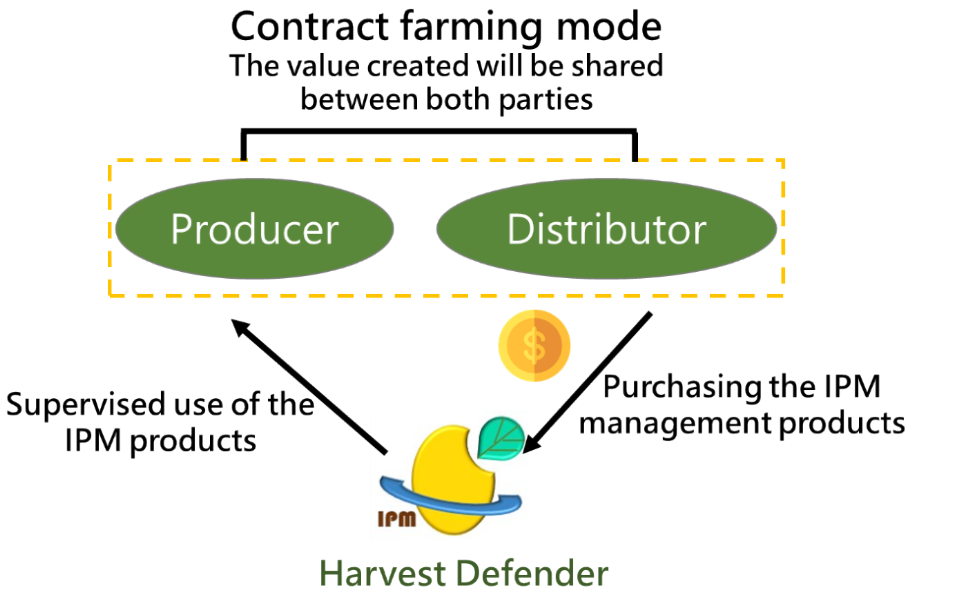 Contract farming mode
The value created will be shared
between both parties
Producer
Distributor
$
Supervised use of the
IPM products
Purchasing the IPM
management products
IPM
Harvest Defender